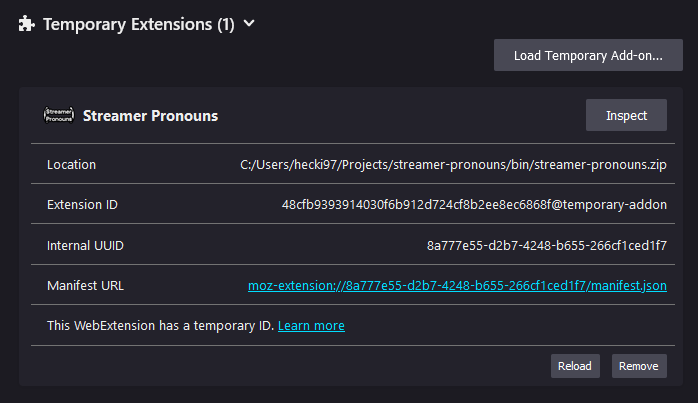 Temporary Extensions (1)
Load Temporary Add-on...
Streamer
Pronouns
Streamer Pronouns
Inspect
Location
C:/Users/hecki97/Projects/streamer-pronouns/bin/streamer-pronouns.zip
Extension ID
48cfb9393914030f6b912d724cf8b2ee8ec6868f@temporary-addon
Internal UUID
8a777e55-d2b7-4248-b655-266cf1ced1f7
Manifest URL
moz-extension://8a777e55-d2b7-4248-b655-266cf1ced1f7/manifest.json
This WebExtension has a temporary ID. Learn more
Reload
Remove